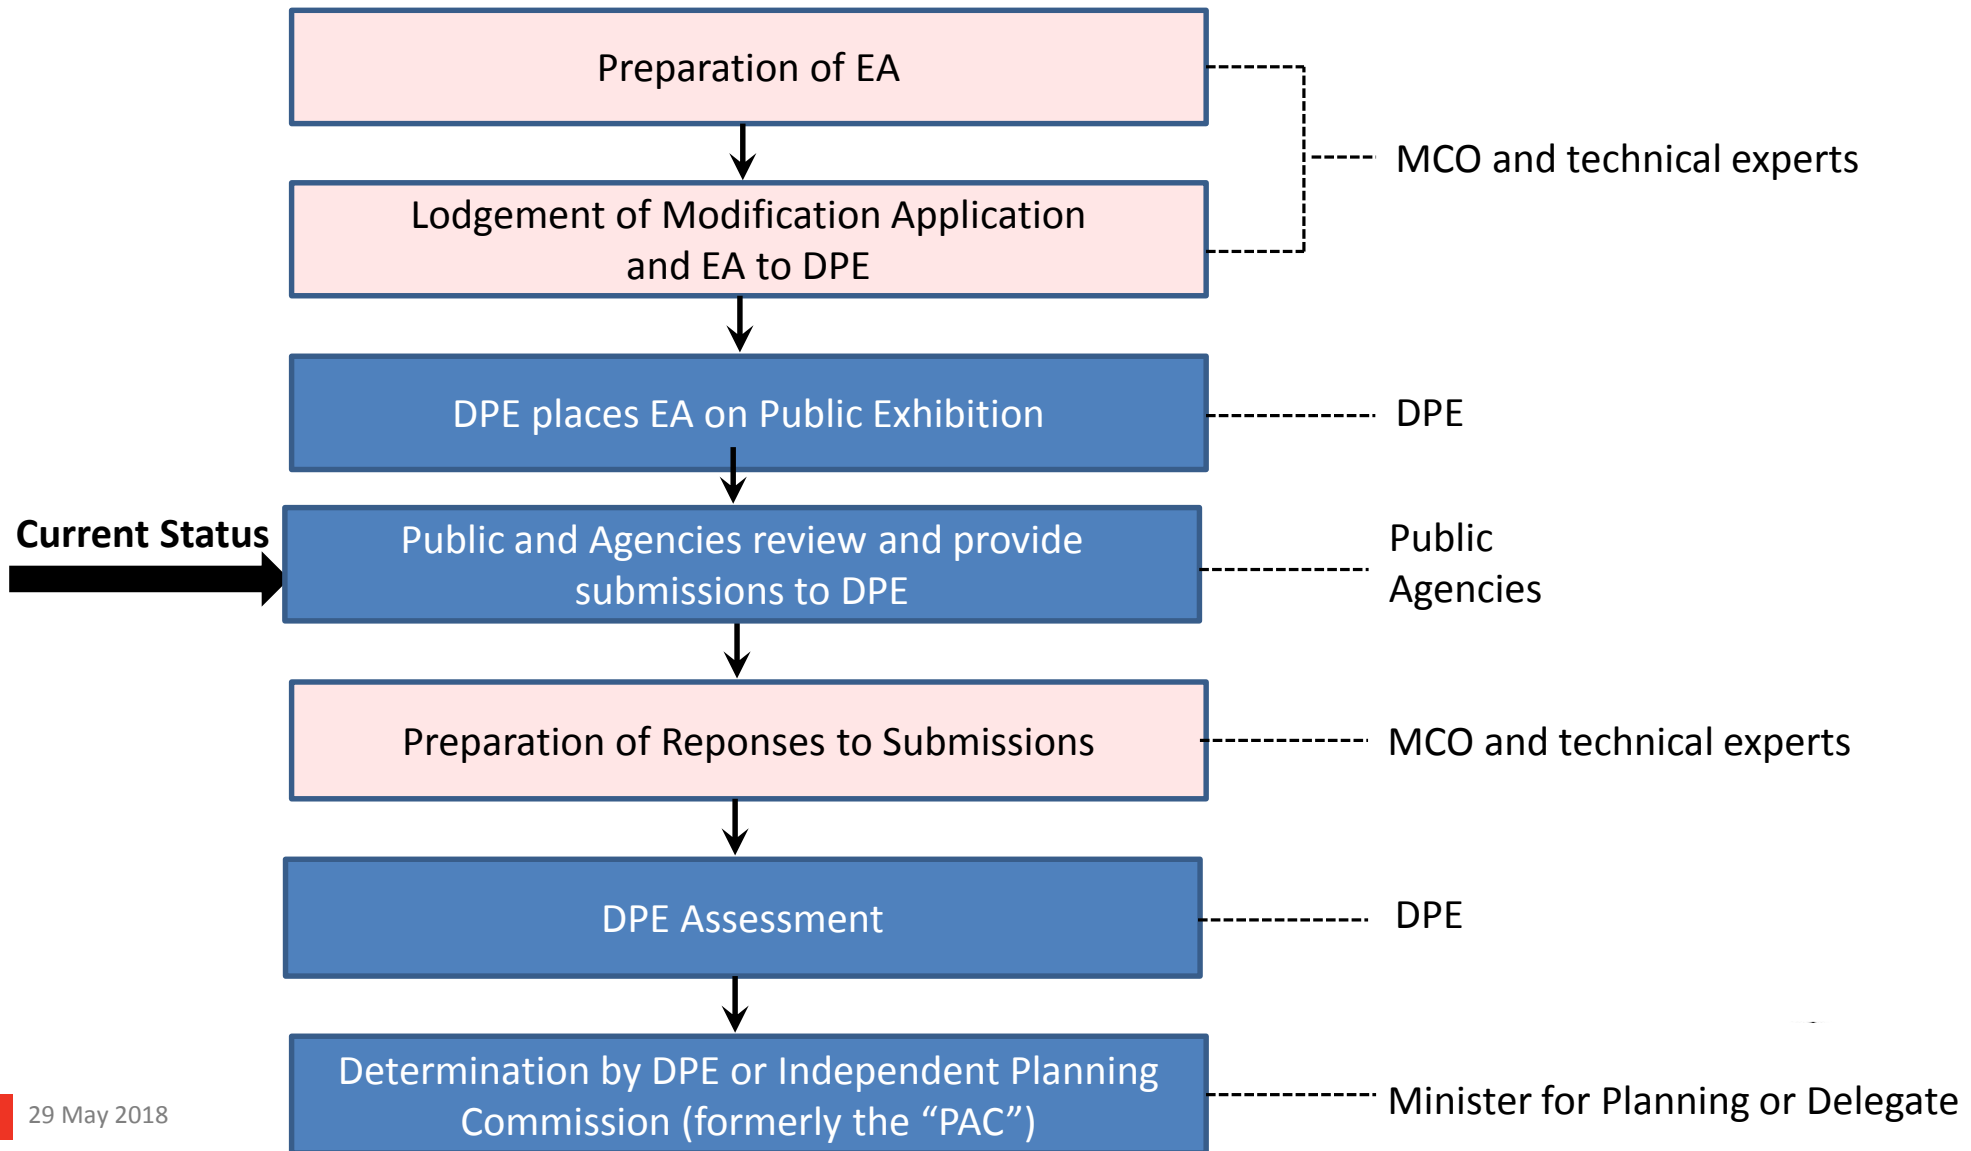 Preparation of EA
MCO and technical experts
Lodgement of Modification Application
and EA to DPE
DPE places EA on Public Exhibition
DPE
Current Status
Public and Agencies review and provide
submissions to DPE
Public
Agencies
Preparation of Reponses to Submissions
MCO and technical experts
DPE Assessment
DPE
Determination by DPE or Independent Planning
Commission (formerly the “PAC”)
Minister for Planning or Delegate
29 May 2018